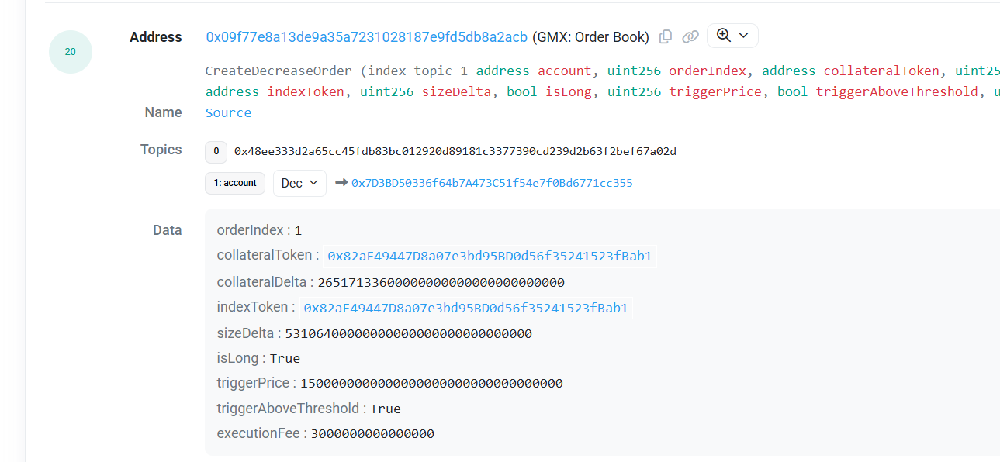 20
Address 0x09f77e8a13de9a35a7231028187e9fd5db8a2acb (GMX: Order Book)
CreateDecreaseOrder (index_topic_1 address account, uint256 orderIndex, address collateralToken, uint25
address indexToken, uint256 sizeDelta, bool isLong, uint256 triggerPrice, bool triggerAboveThreshold, u
Name Source
Topics 0 0x48ee333d2a65cc45fdb83bc012920d89181c3377390cd239d2b63f2bef67a02d
1: account Dec 0x7D3BD50336f64b7A473C51f54e7f0Bd6771cc355
Data orderIndex : 1
collateralToken : 0x82aF49447D8a07e3bd95BD0d56f35241523fBab1
collateralDelta : 26517133600000000000000000000000
indexToken : 0x82aF49447D8a07e3bd95BD0d56f35241523fBab1
sizeDelta : 53106400000000000000000000000000
isLong : True
triggerPrice : 1500000000000000000000000000000000
triggerAboveThreshold : True
executionFee : 3000000000000000